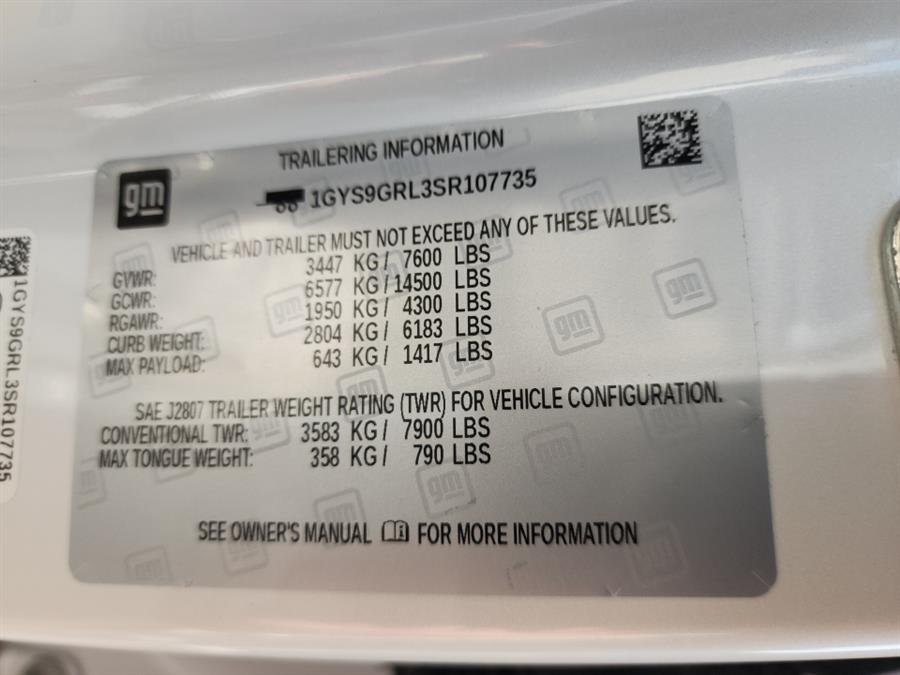 gm
TRAILERING INFORMATION
1GYS9GRL3SR107735
VEHICLE AND TRAILER MUST NOT EXCEED ANY OF THESE VALUES.
GVWR: 3447 KG / 7600 LBS
GCWR: 6577 KG / 14500 LBS
RGAWR: 1950 KG / 4300 LBS
CURB WEIGHT: 2804 KG / 6183 LBS
MAX PAYLOAD: 643 KG / 1417 LBS
SAE J2807 TRAILER WEIGHT RATING (TWR) FOR VEHICLE CONFIGURATION.
CONVENTIONAL TWR: 3583 KG / 7900 LBS
MAX TONGUE WEIGHT: 358 KG / 790 LBS
SEE OWNER'S MANUAL FOR MORE INFORMATION
1GYS9GRL3SR107735